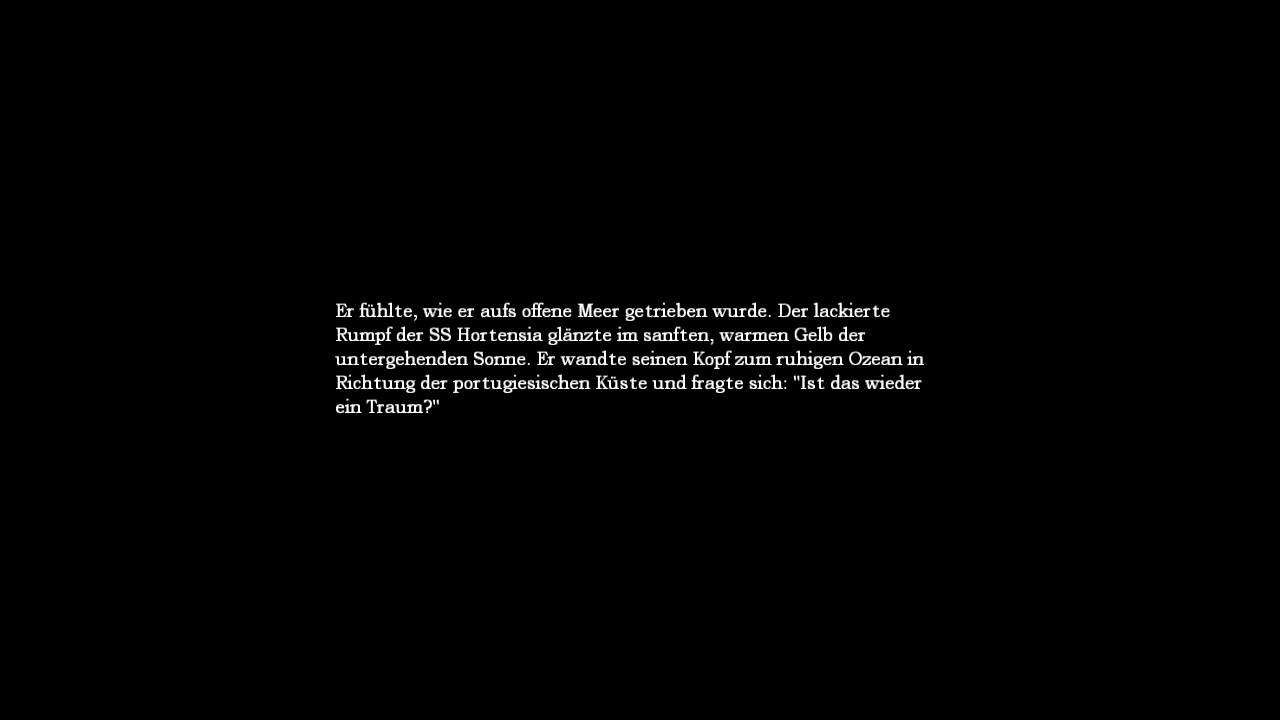 Er fühlte, wie er aufs offene Meer getrieben wurde. Der lackierte
Rumpf der SS Hortensia glänzte im sanften, warmen Gelb der
untergehenden Sonne. Er wandte seinen Kopf zum ruhigen Ozean in
Richtung der portugiesischen Küste und fragte sich: "Ist das wieder
ein Traum?"